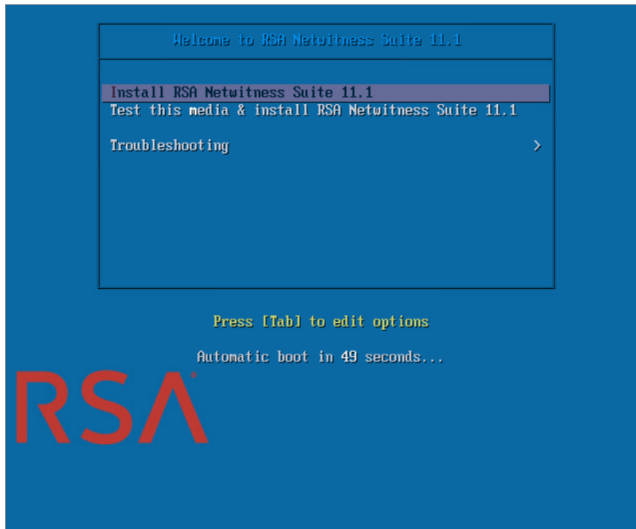 Welcome to RSA Netwitness Suite 11.1
Install RSA Netwitness Suite 11.1
Test this media & install RSA Netwitness Suite 11.1
Troubleshooting >
Press [Tab] to edit options
Automatic boot in 49 seconds...
RSA